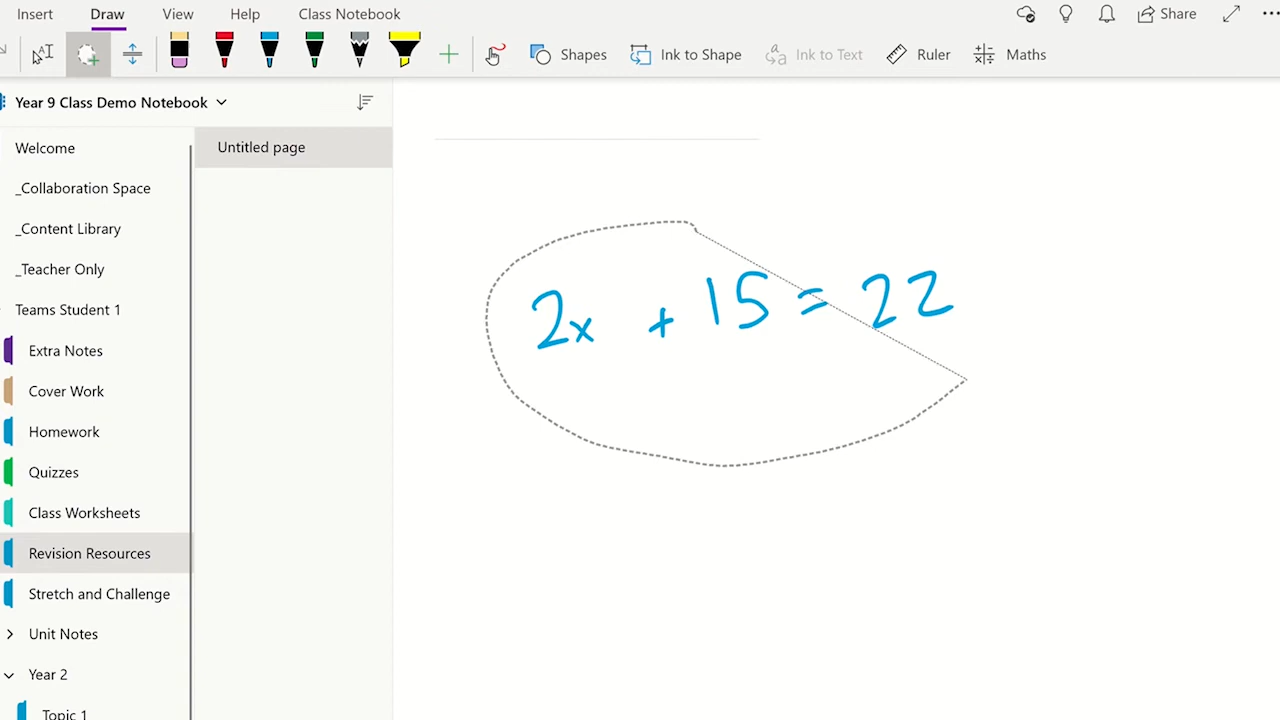 Insert Draw View Help Class Notebook Share
Shapes Ink to Shape Ink to Text Ruler Maths
Year 9 Class Demo Notebook
Welcome
_Collaboration Space
_Content Library
_Teacher Only
Teams Student 1
Extra Notes
Cover Work
Homework
Quizzes
Class Worksheets
Revision Resources
Stretch and Challenge
Unit Notes
Year 2
Topic 1
Untitled page
2x + 15 = 22